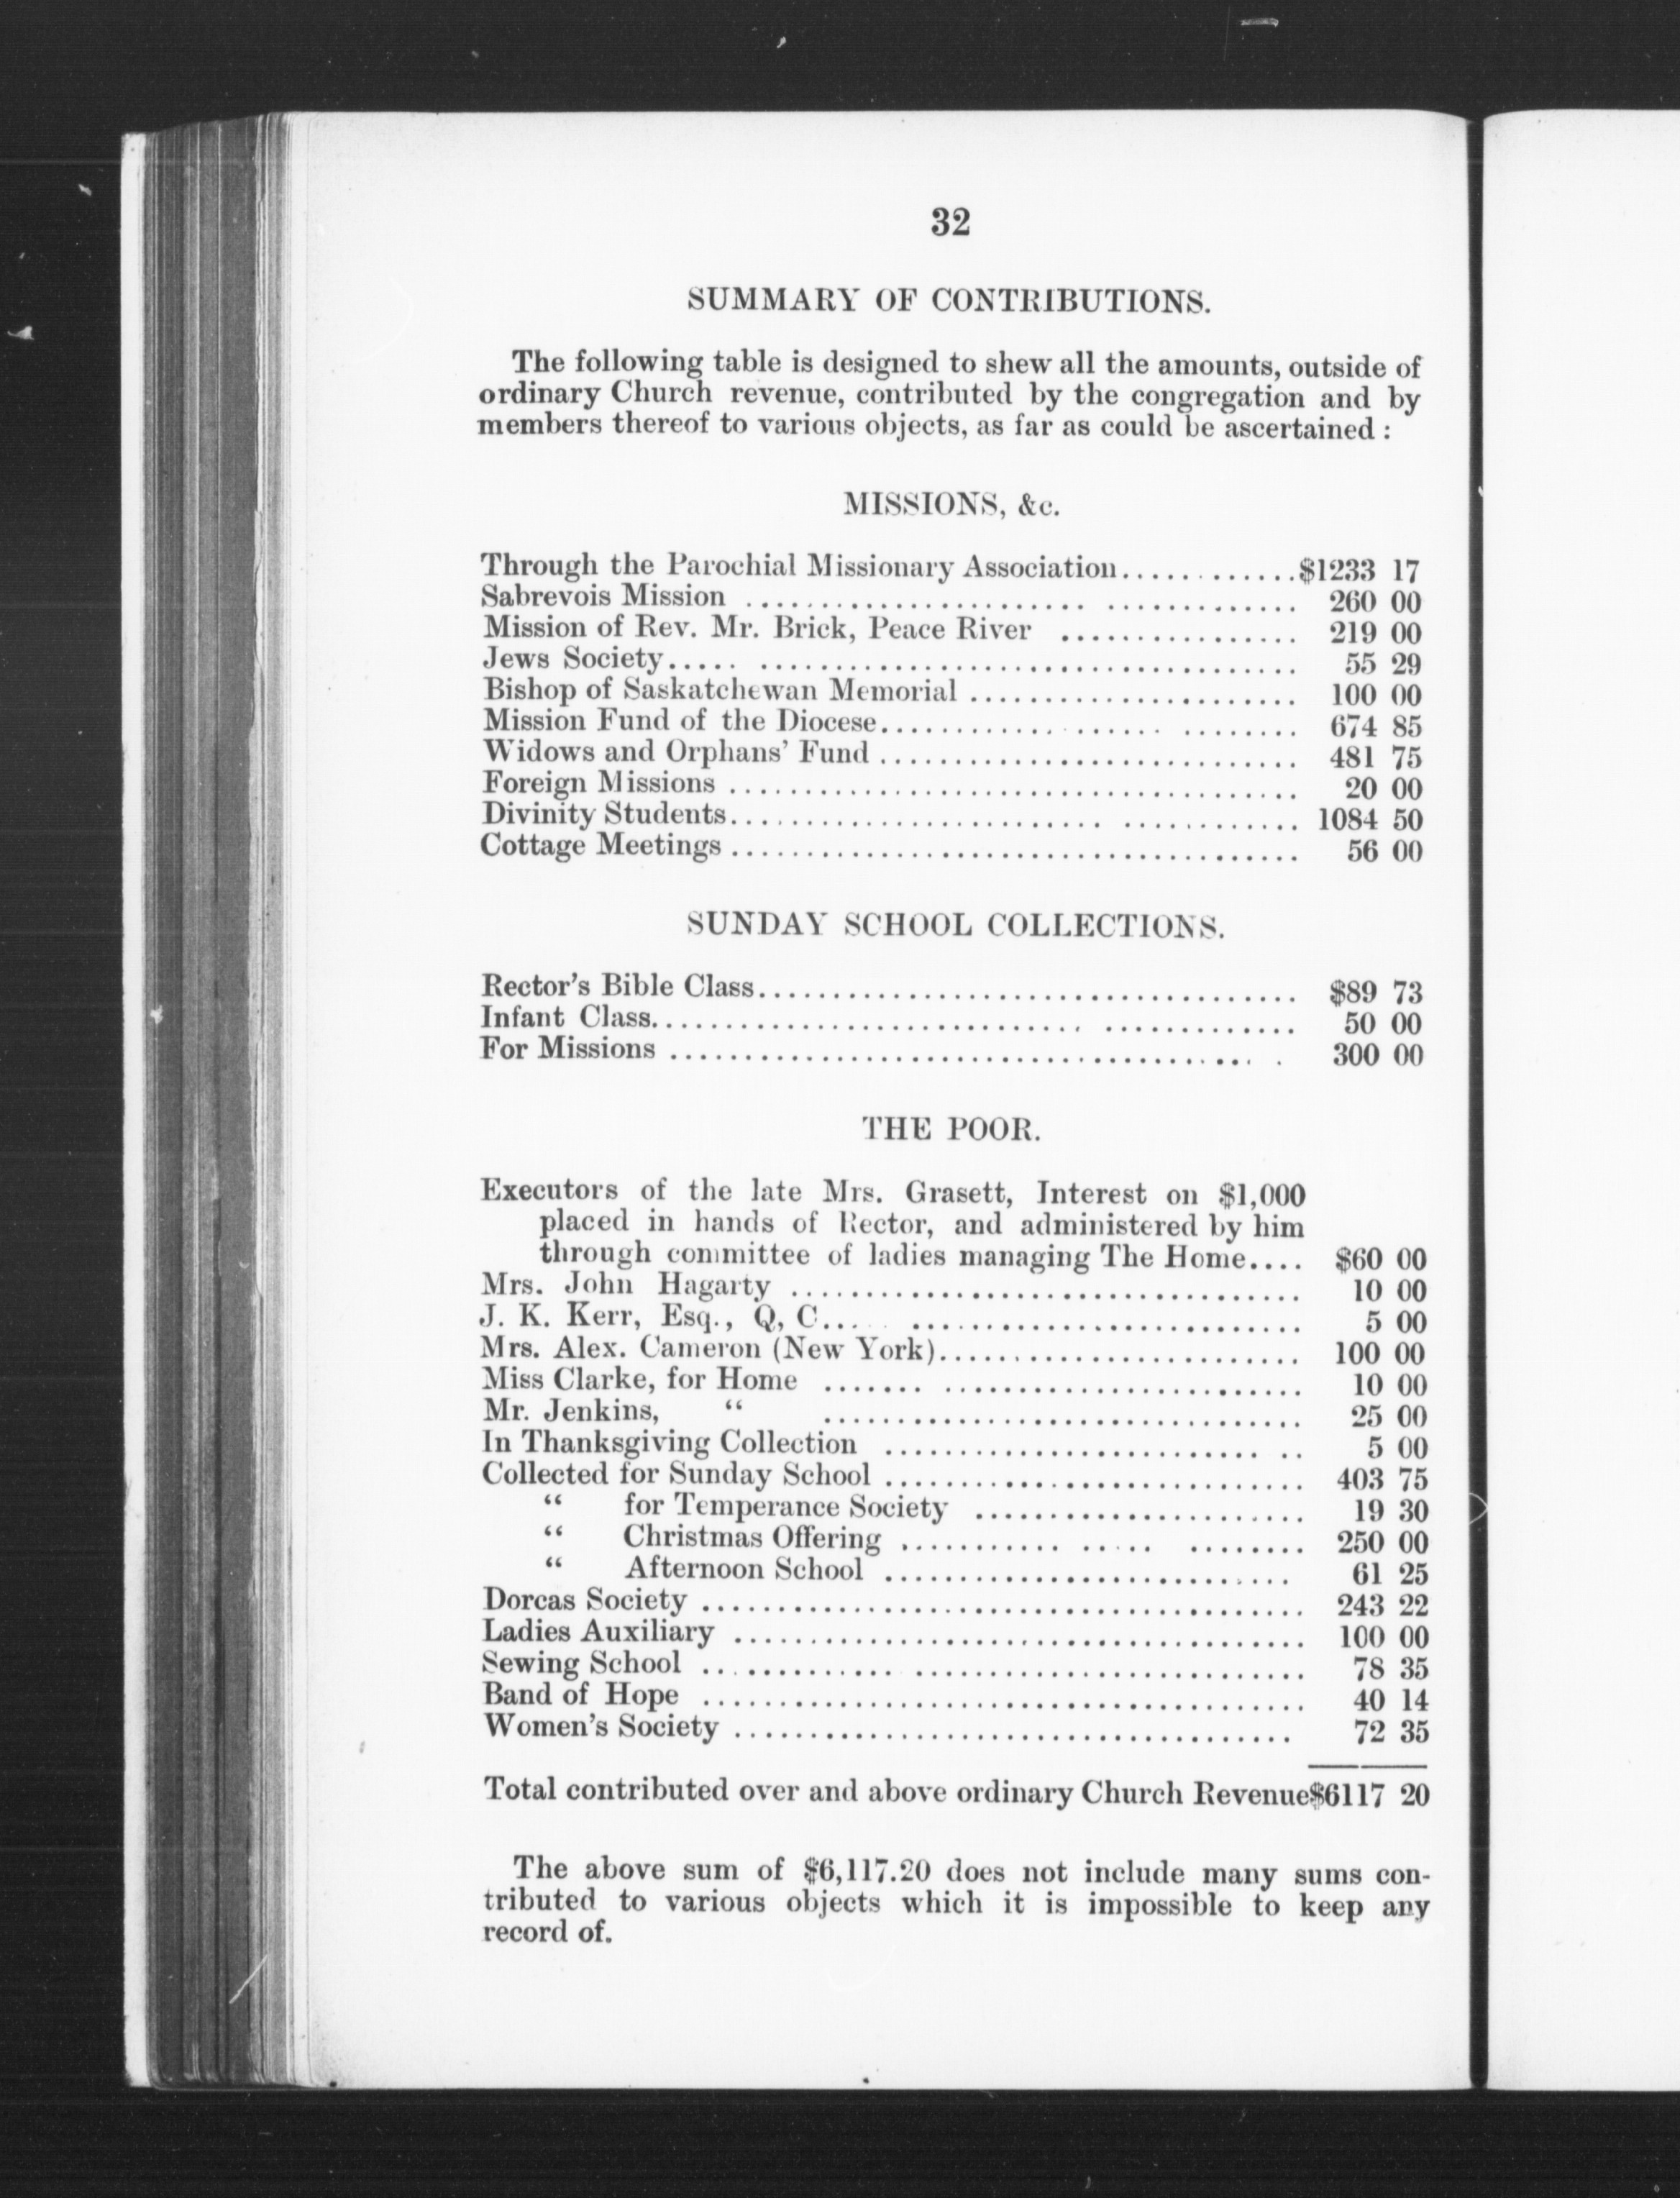 32
SUMMARY OF CONTRIBUTIONS.
The following table is designed to shew all the amounts, outside of
ordinary Church revenue, contributed by the congregation and by
members thereof to various objects, as far as could be ascertained :
MISSIONS, &c.
Through the Parochial Missionary Association............$1233 17
Sabrevois Mission .................................... 260 00
Mission of Rev. Mr. Brick, Peace River ................ 219 00
Jews Society......................................... 55 29
Bishop of Saskatchewan Memorial ...................... 100 00
Mission Fund of the Diocese........................... 674 85
Widows and Orphans' Fund ............................ 481 75
Foreign Missions ...................................... 20 00
Divinity Students..................................... 1084 50
Cottage Meetings ...................................... 56 00
SUNDAY SCHOOL COLLECTIONS.
Rector's Bible Class.................................... $89 73
Infant Class.......................................... 50 00
For Missions ........................................ 300 00
THE POOR.
Executors of the late Mrs. Grasett, Interest on $1,000
placed in hands of Rector, and administered by him
through committee of ladies managing The Home.... $60 00
Mrs. John Hagarty .................................. 10 00
J. K. Kerr, Esq., Q, C................................ 5 00
Mrs. Alex. Cameron (New York)........................ 100 00
Miss Clarke, for Home ............................... 10 00
Mr. Jenkins, “ ................................ 25 00
In Thanksgiving Collection ........................... 5 00
Collected for Sunday School ............................ 403 75
“ for Temperance Society ...................... 19 30
“ Christmas Offering ......................... 250 00
“ Afternoon School ........................... 61 25
Dorcas Society ........................................ 243 22
Ladies Auxiliary ...................................... 100 00
Sewing School ....................................... 78 35
Band of Hope ........................................ 40 14
Women's Society ..................................... 72 35
Total contributed over and above ordinary Church Revenue$6117 20
The above sum of $6,117.20 does not include many sums con-
tributed to various objects which it is impossible to keep any
record of.